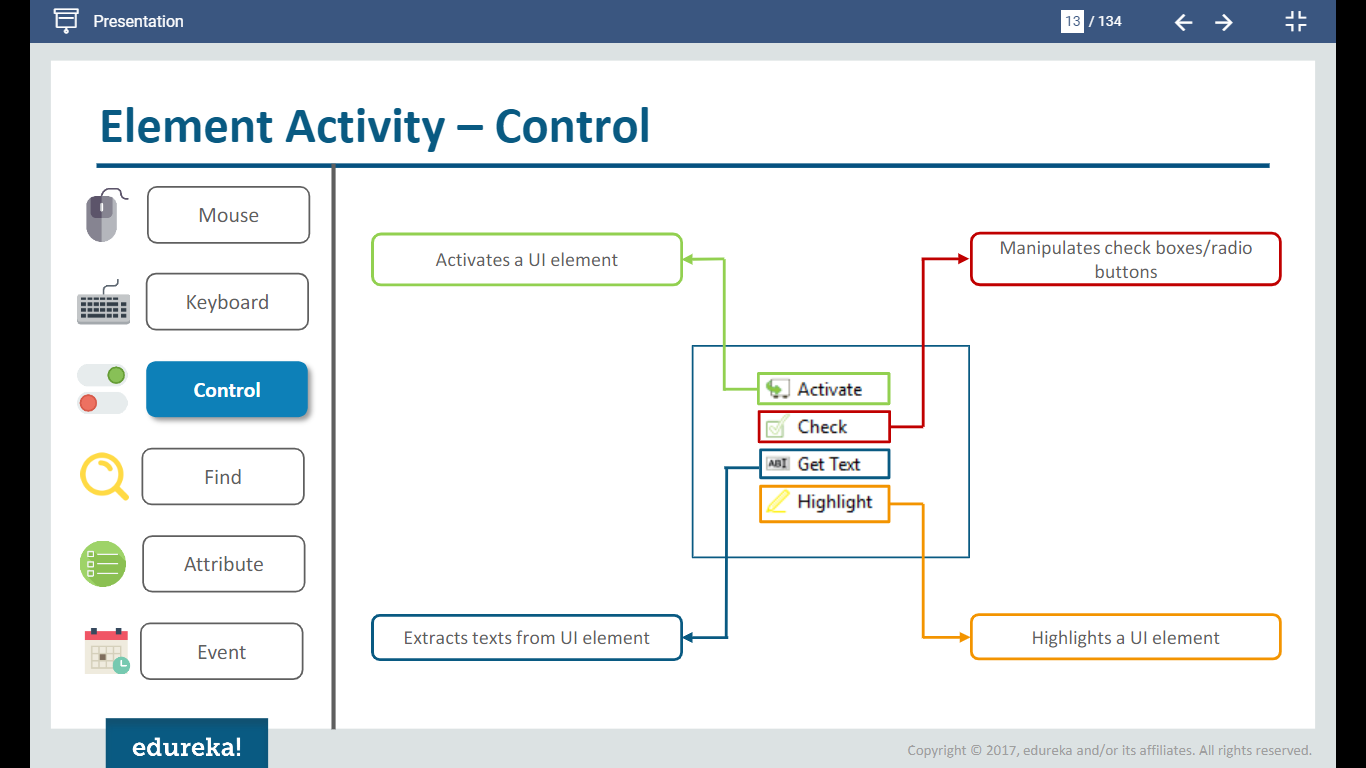 Presentation
13 / 134
Element Activity – Control
Mouse
Keyboard
Control
Find
Attribute
Event
Activates a UI element
Manipulates check boxes/radio
buttons
Activate
Check
ABI Get Text
Highlight
Extracts texts from UI element
Highlights a UI element
edureka!
Copyright © 2017, edureka and/or its affiliates. All rights reserved.